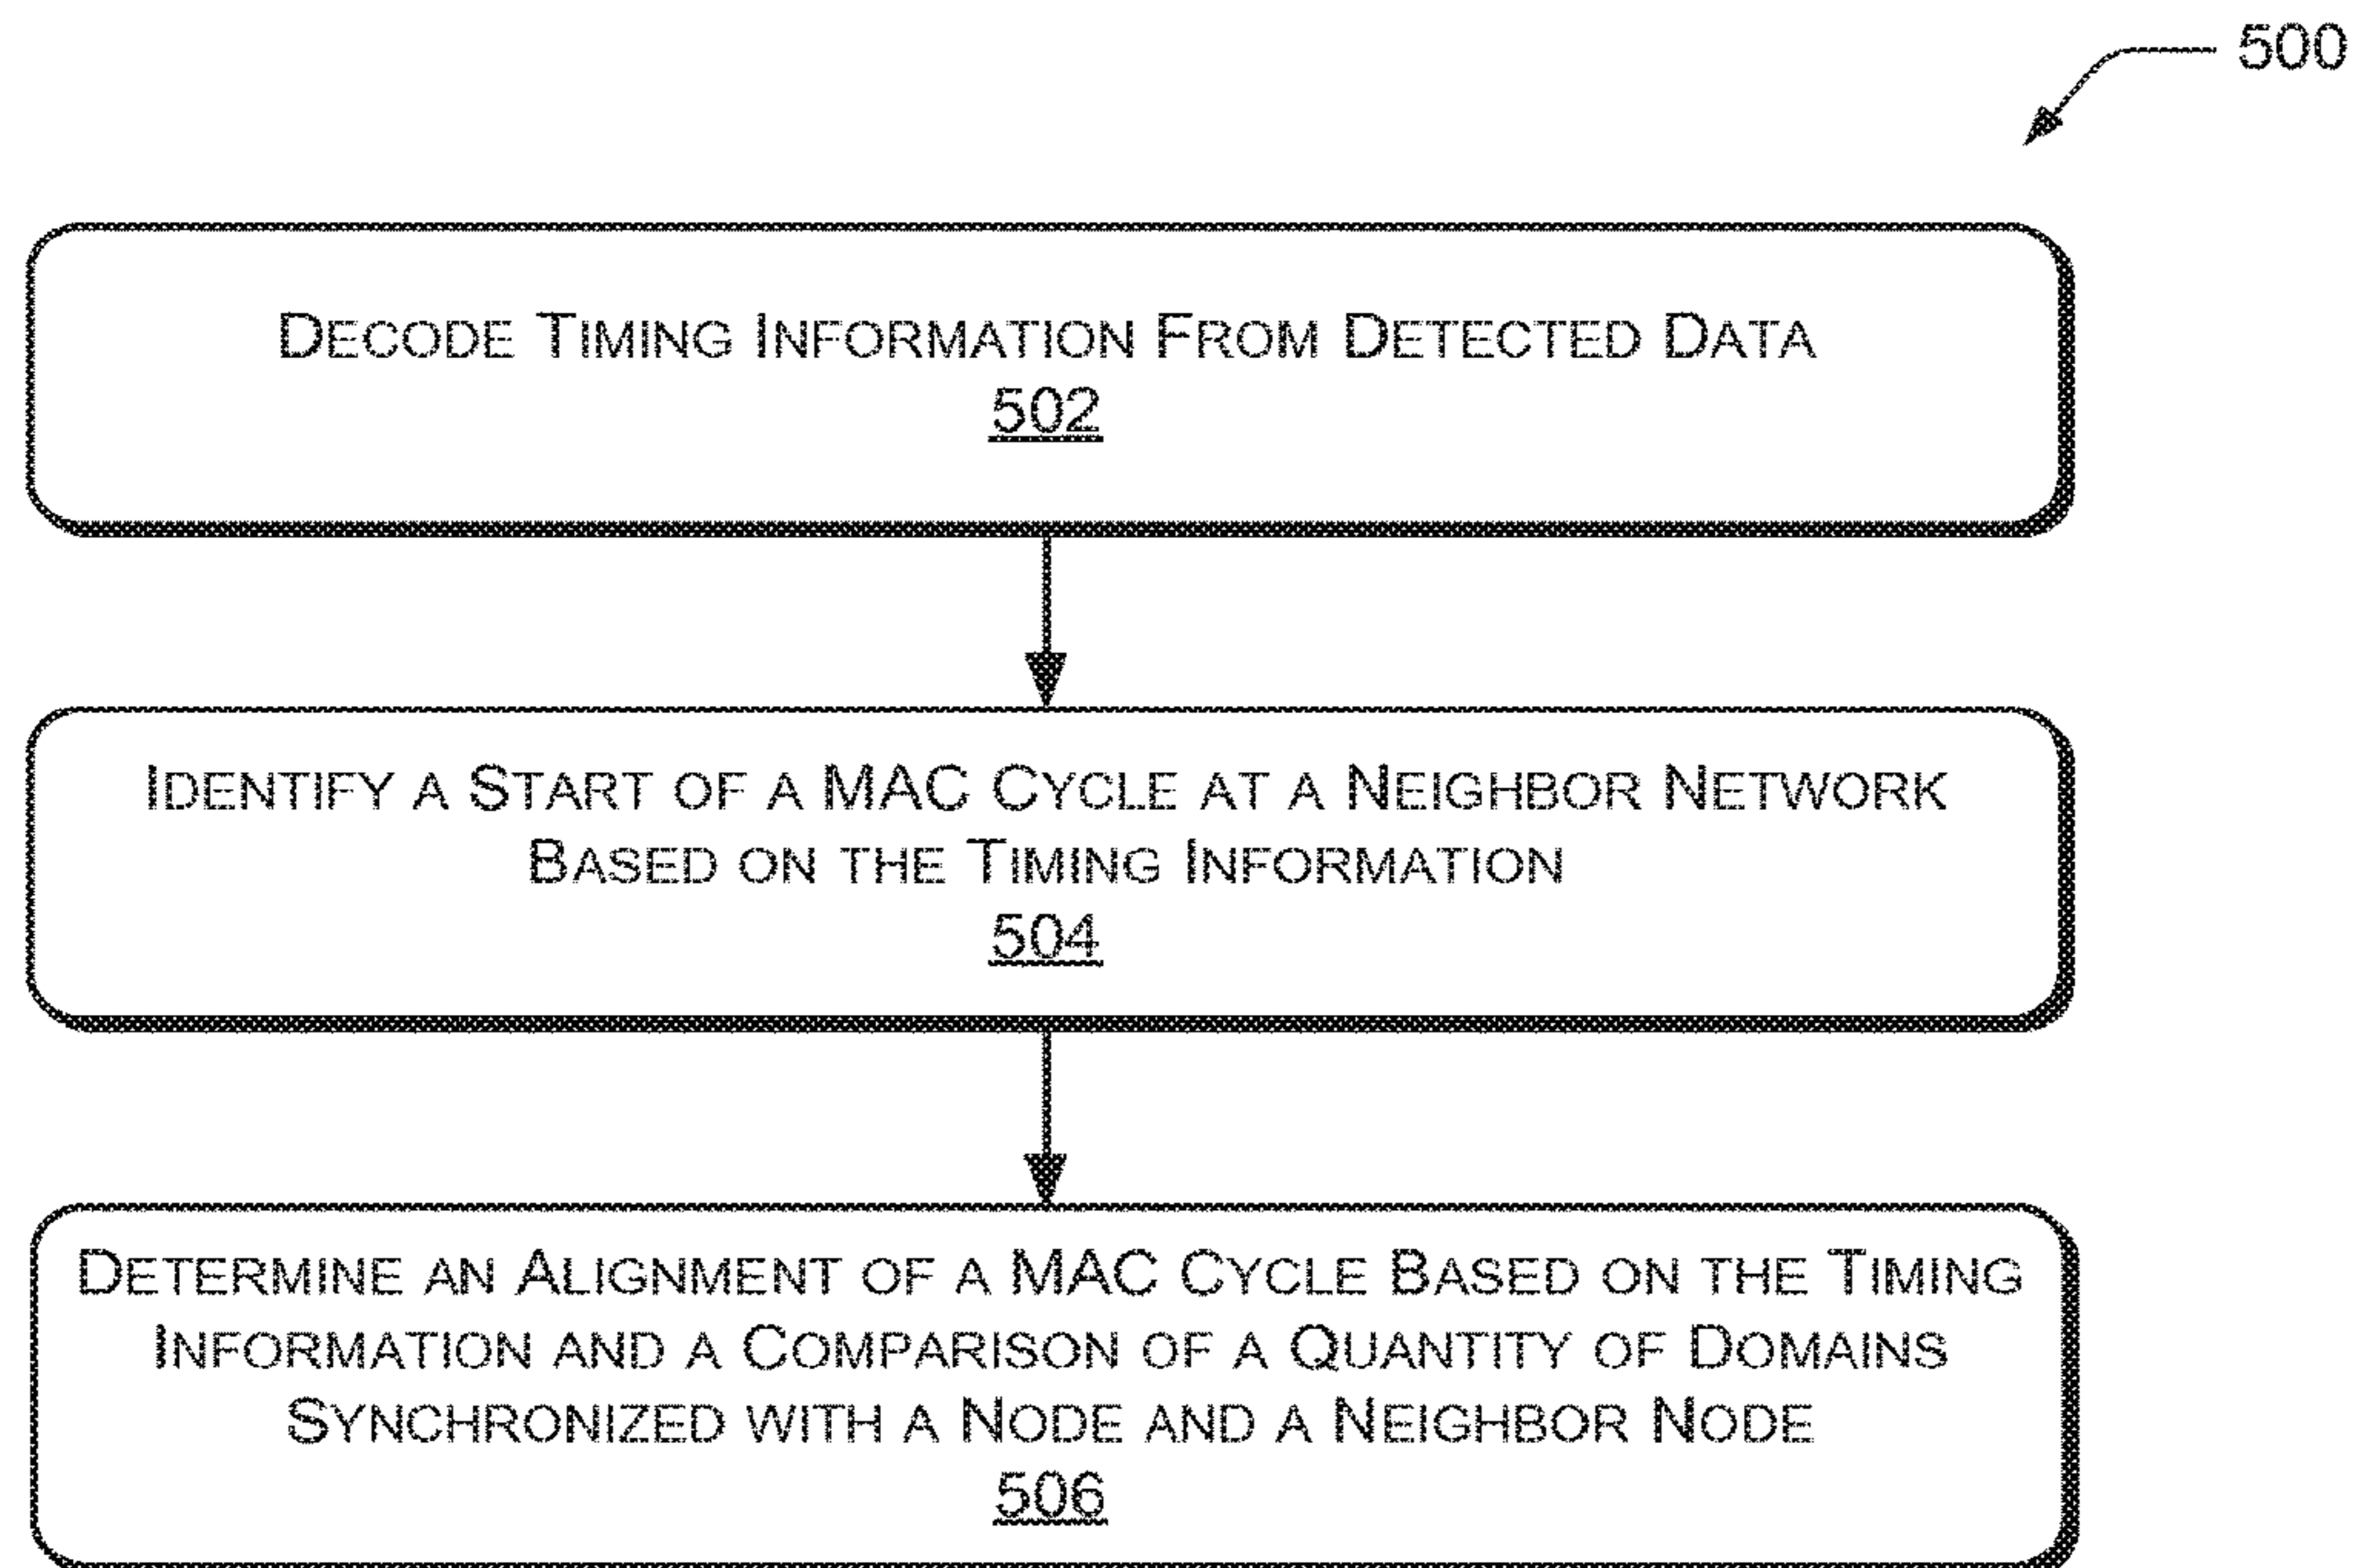 500
DECODE TIMING INFORMATION FROM DETECTED DATA
502
IDENTIFY A START OF A MAC CYCLE AT A NEIGHBOR NETWORK
BASED ON THE TIMING INFORMATION
504
DETERMINE AN ALIGNMENT OF A MAC CYCLE BASED ON THE TIMING
INFORMATION AND A COMPARISON OF A QUANTITY OF DOMAINS
SYNCHRONIZED WITH A NODE AND A NEIGHBOR NODE
506